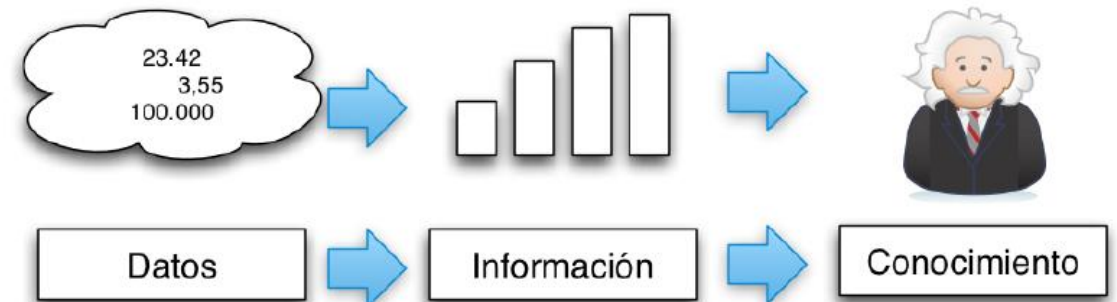 23.42
3,55
100.000
Datos
Información
Conocimiento